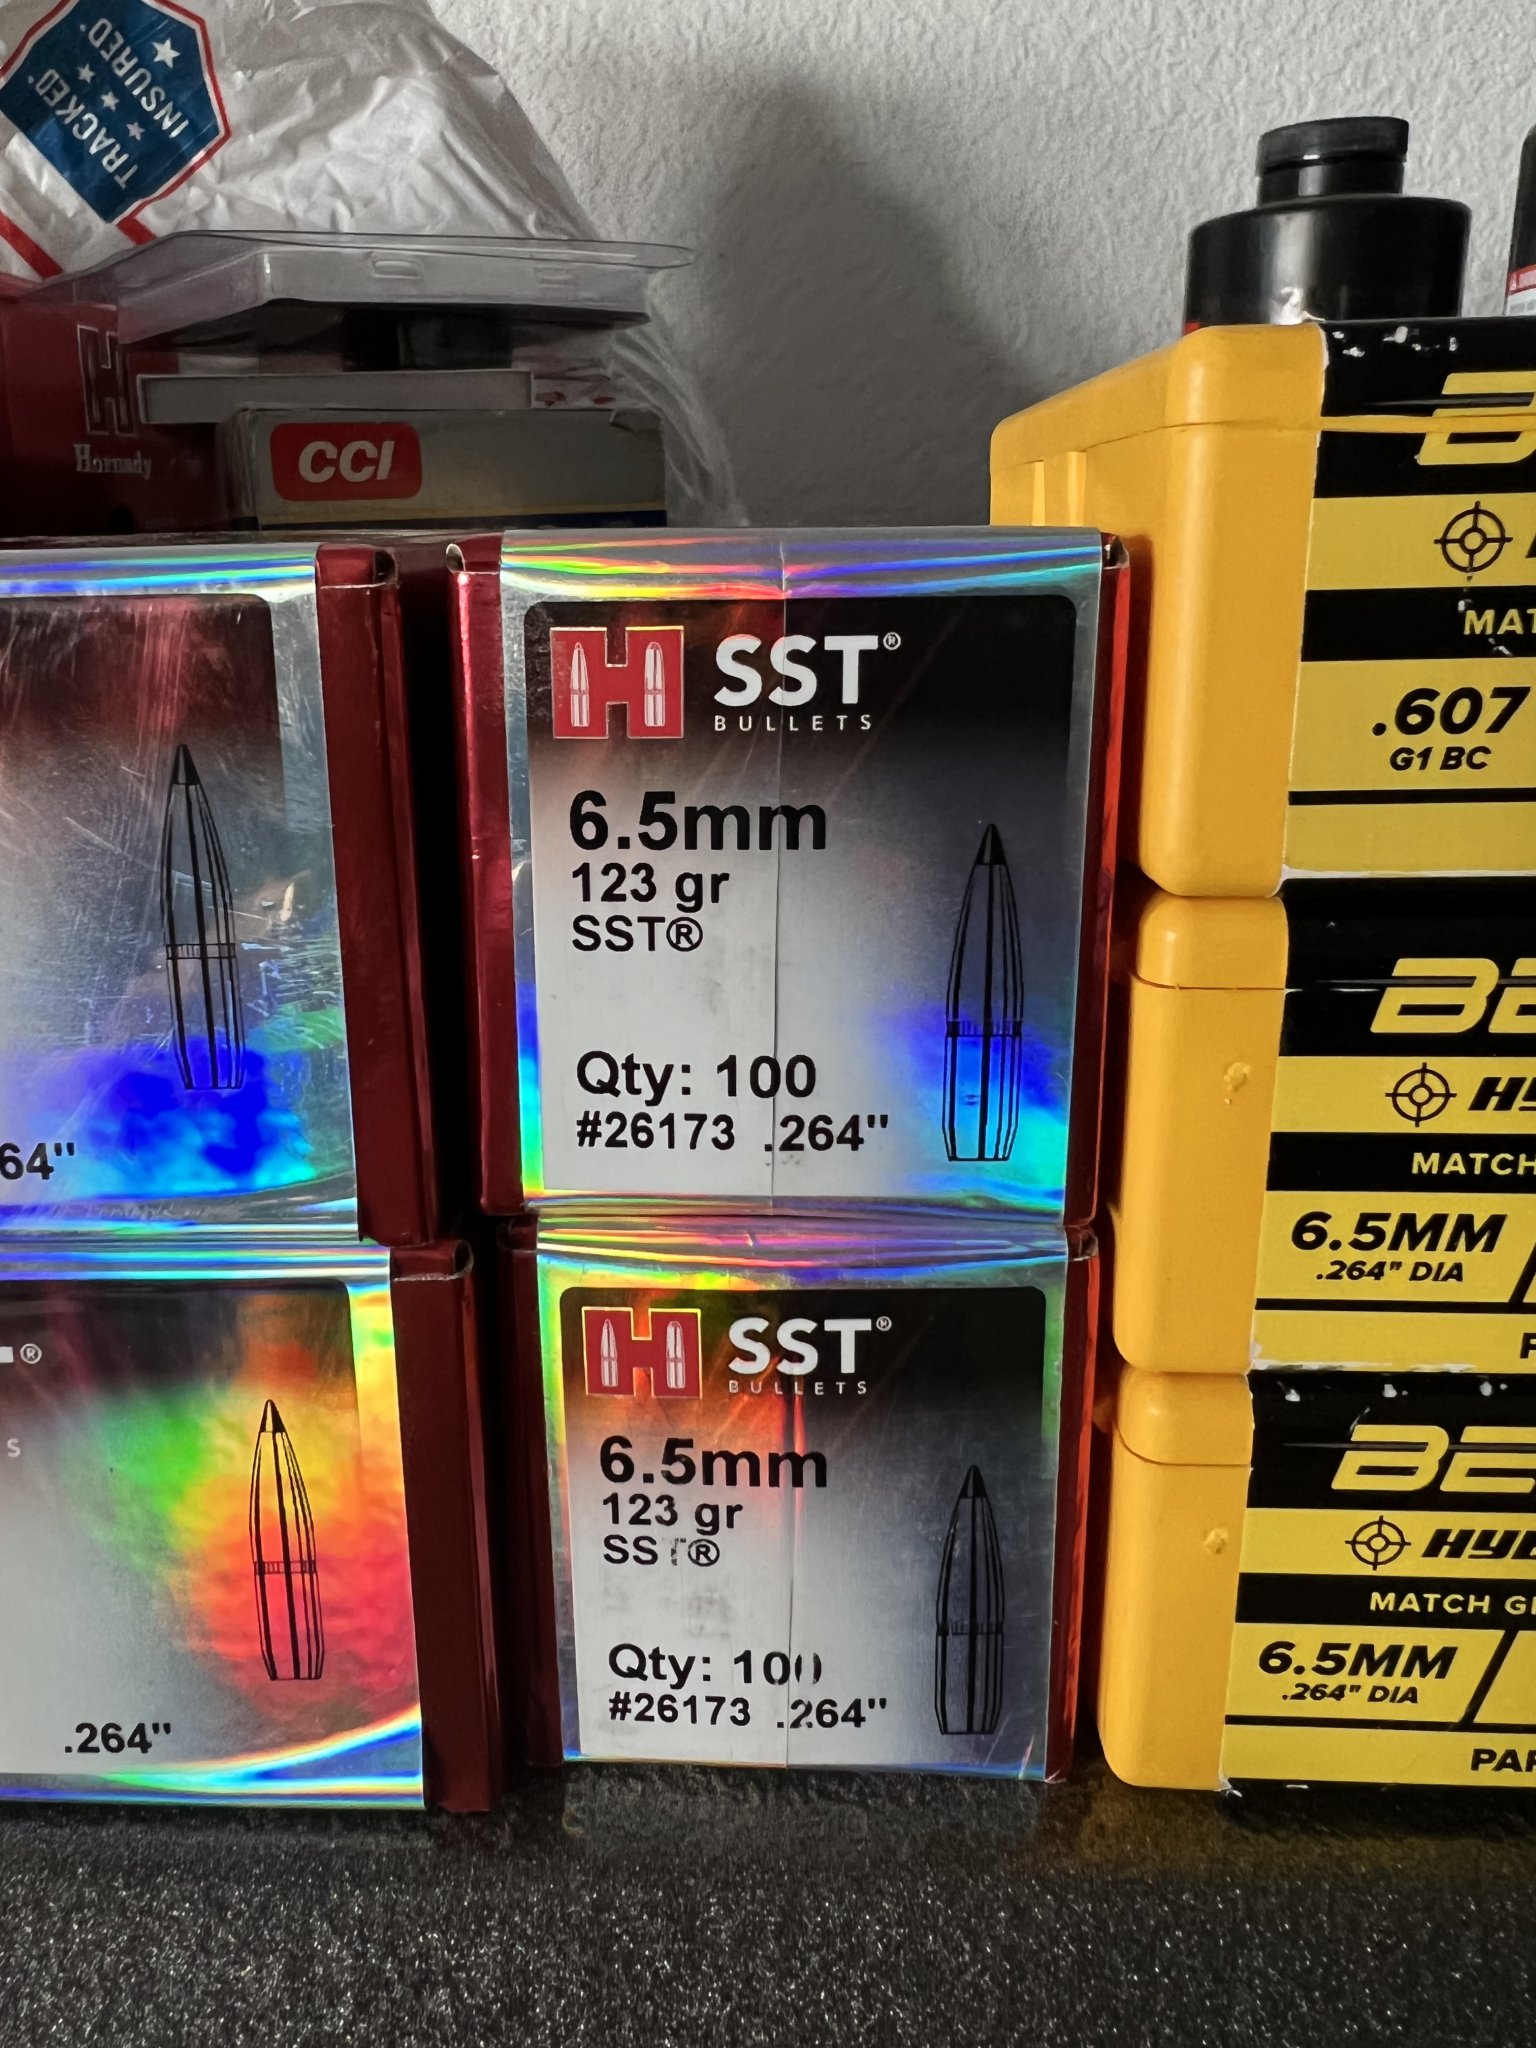 TRACKED
INSURED
Hornady
CCI
H SST®
BULLETS
6.5mm
123 gr
SST®
Qty: 100
#26173 .264"
64"
®
S
.264"
H SST®
BULLETS
6.5mm
123 gr
SST®
Qty: 100
#26173 .264"
.607
G1 BC
MATCH
6.5MM
.264" DIA
MATCH
6.5MM
.264" DIA